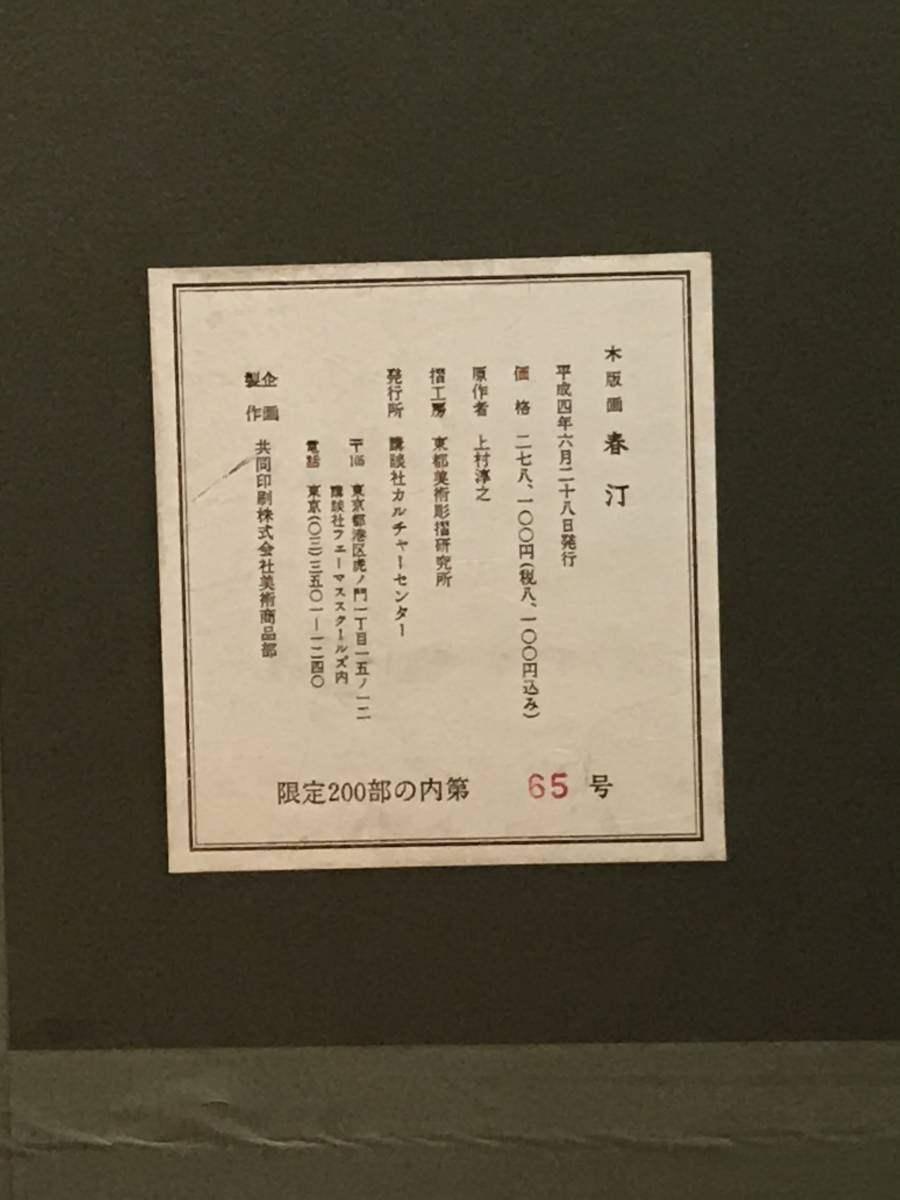 木版画 春汀
平成四年六月二十八日発行
価格 二七八、一〇〇円(税八、一〇〇円込み)
原作者 上村淳之
摺工房 東都美術彫摺研究所
発行所 講談社カルチャーセンター
〒105 東京都港区虎ノ門一丁目一五ノ一二
講談社フェーマススクールズ内
電話 東京(〇三)三五〇一―一二四〇
企画
製作 共同印刷株式会社美術商品部
限定200部の内第 65 号